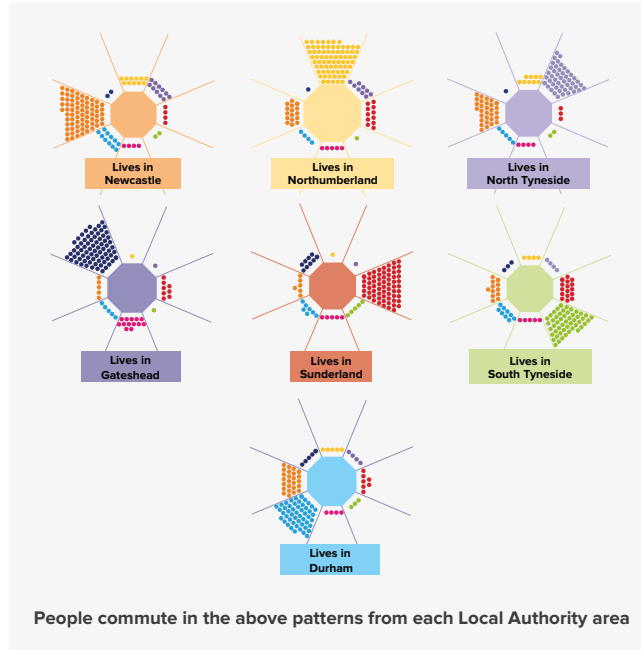 Lives in
Newcastle
Lives in
Northumberland
Lives in
North Tyneside
Lives in
Gateshead
Lives in
Sunderland
Lives in
South Tyneside
Lives in
Durham
People commute in the above patterns from each Local Authority area